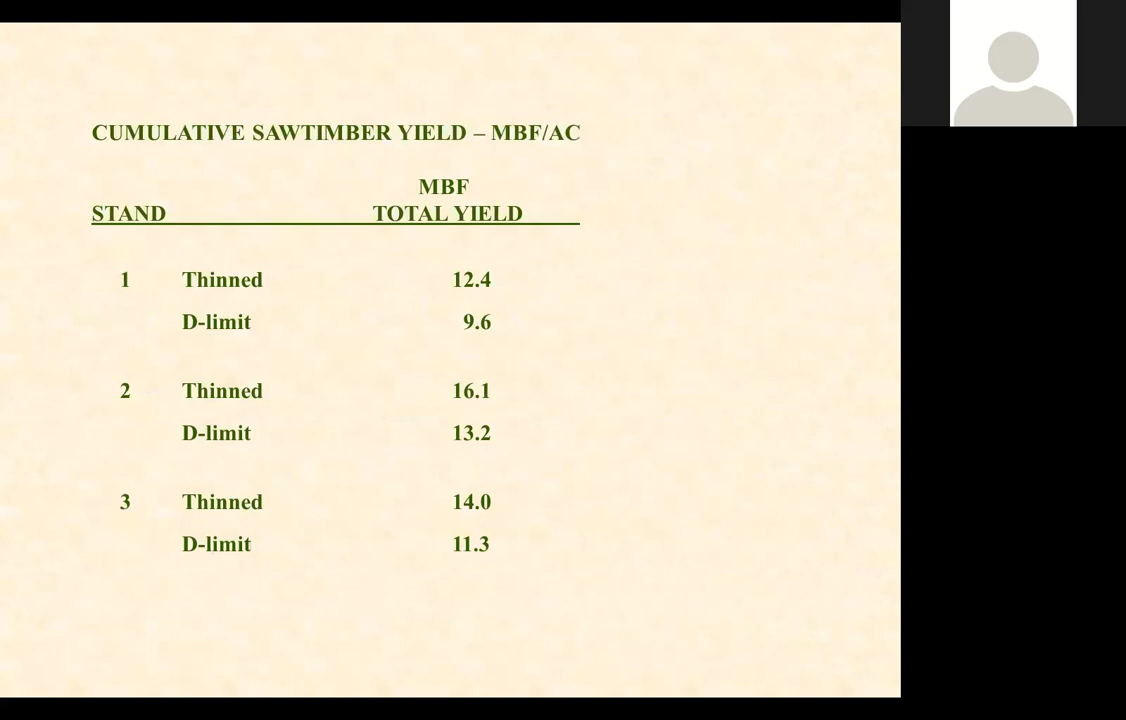 CUMULATIVE SAWTIMBER YIELD – MBF/AC
MBF
STAND TOTAL YIELD
1 Thinned 12.4
D-limit 9.6
2 Thinned 16.1
D-limit 13.2
3 Thinned 14.0
D-limit 11.3